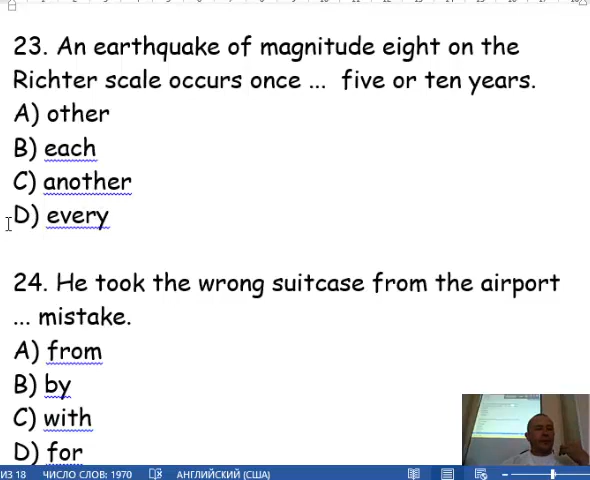 23. An earthquake of magnitude eight on the
Richter scale occurs once ... five or ten years.
A) other
B) each
C) another
D) every
24. He took the wrong suitcase from the airport
... mistake.
A) from
B) by
C) with
D) for
ИЗ 18 ЧИСЛО СЛОВ: 1970 АНГЛИЙСКИЙ (США)